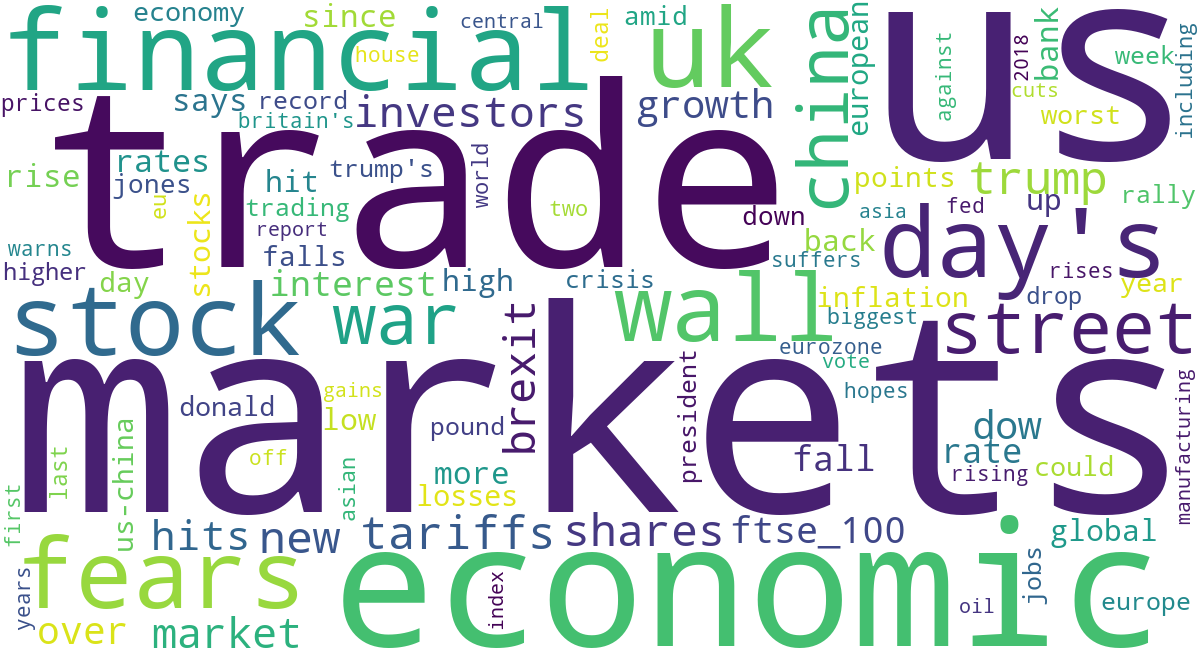 economy
since
central
amid
financial
house
deal
uk
us
china
european
against
2018
bank
cuts
week
including
worst
prices
says
record
britain's
investors
growth
trade
rates
jones
rise
eu
stocks
hit
trading
report
trump's
world
two
down
points
trump
asia
fed
up
rally
back
day's
suffers
rises
warns
higher
day
falls
interest
high
crisis
wall
inflation
biggest
drop
year
stock
war
brexit
eurozone
vote
street
markets
donald
gains
low
pound
president
hopes
manufacturing
last
us-china
off
asian
more
losses
fall
dow
rate
rising
could
first
hits
new
tariffs
shares
ftse_100
global
fears
years
over
market
index
economic
oil
jobs
europe